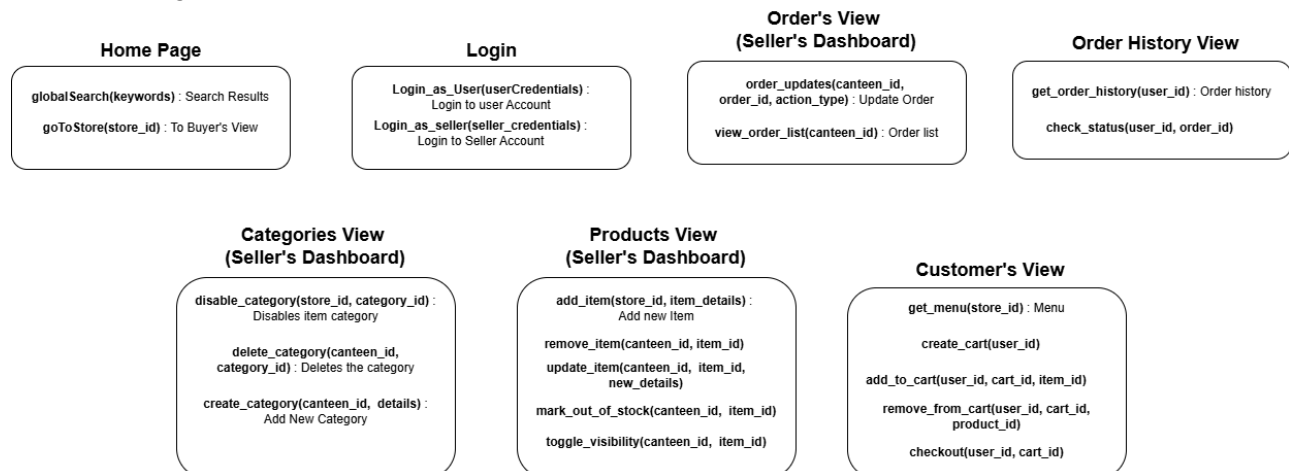 Home Page
globalSearch(keywords) : Search Results
goToStore(store_id) : To Buyer's View
Login
Login_as_User(userCredentials) :
Login to user Account
Login_as_seller(seller_credentials) :
Login to Seller Account
Order's View
(Seller's Dashboard)
order_updates(canteen_id,
order_id, action_type) : Update Order
view_order_list(canteen_id) : Order list
Order History View
get_order_history(user_id) : Order history
check_status(user_id, order_id)
Categories View
(Seller's Dashboard)
disable_category(store_id, category_id) :
Disables item category
delete_category(canteen_id,
category_id) : Deletes the category
create_category(canteen_id, details) :
Add New Category
Products View
(Seller's Dashboard)
add_item(store_id, item_details) :
Add new Item
remove_item(canteen_id, item_id)
update_item(canteen_id, item_id,
new_details)
mark_out_of_stock(canteen_id, item_id)
toggle_visibility(canteen_id, item_id)
Customer's View
get_menu(store_id) : Menu
create_cart(user_id)
add_to_cart(user_id, cart_id, item_id)
remove_from_cart(user_id, cart_id,
product_id)
checkout(user_id, cart_id)